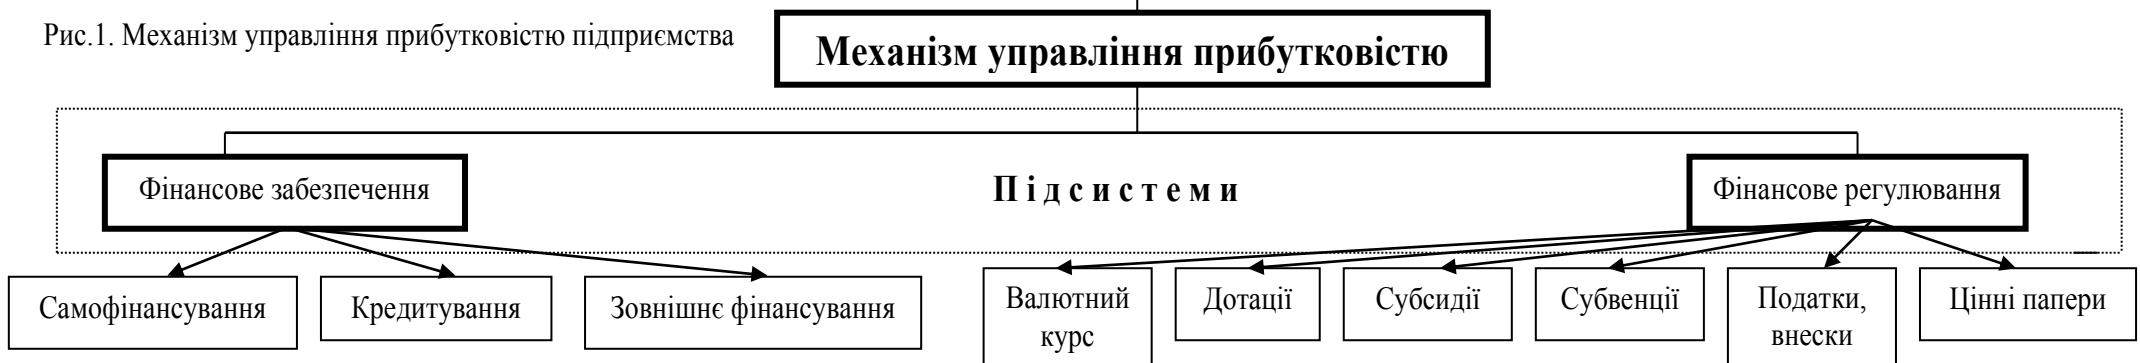 Рис.1. Механізм управління прибутковістю підприємства
Механізм управління прибутковістю
Фінансове забезпечення
П і д с и с т е м и
Фінансове регулювання
Самофінансування
Кредитування
Зовнішнє фінансування
Валютний
курс
Дотації
Субсидії
Субвенції
Податки,
внески
Цінні папери